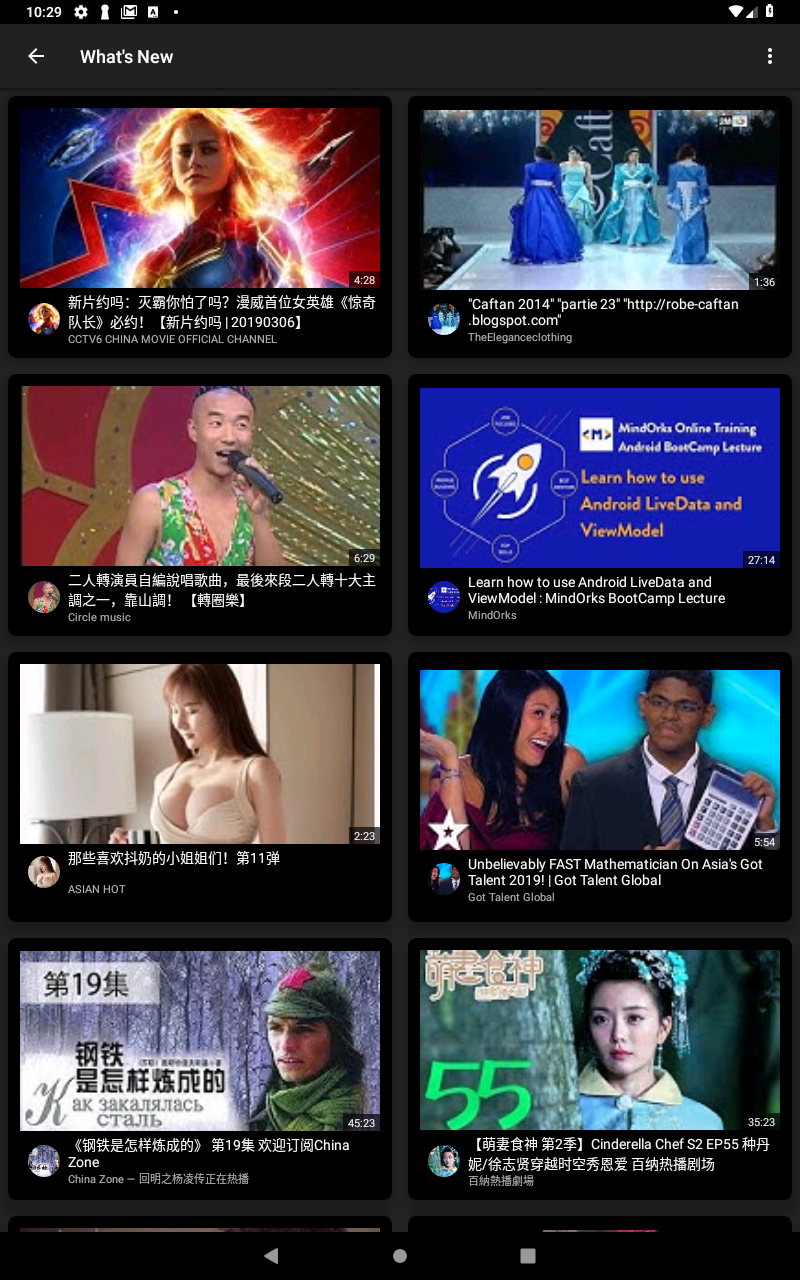 10:29
What's New
4:28
新片约吗：灭霸你怕了吗？漫威首位女英雄《惊奇
队长》必约！【新片约吗 | 20190306】
CCTV6 CHINA MOVIE OFFICIAL CHANNEL
Caft
2M
1:36
"Caftan 2014" "partie 23" "http://robe-caftan
.blogspot.com"
TheEleganceclothing
6:29
二人轉演員自編說唱歌曲，最後來段二人轉十大主
調之一，靠山調！ 【轉圈樂】
Circle music
<M>
MindOrks Online Training
Android BootCamp Lecture
Learn how to use
Android LiveData and
ViewModel
27:14
Learn how to use Android LiveData and
ViewModel : MindOrks BootCamp Lecture
MindOrks
2:23
那些喜欢抖奶的小姐姐们！第11弹
ASIAN HOT
5:54
Unbelievably FAST Mathematician On Asia's Got
Talent 2019! | Got Talent Global
Got Talent Global
第19集
钢铁
是怎样炼成的
Как закалялась
сталь
45:23
《钢铁是怎样炼成的》 第19集 欢迎订阅China
Zone
China Zone — 回明之杨凌传正在热播
萌妻食神
55
35:23
【萌妻食神 第2季】Cinderella Chef S2 EP55 种丹
妮/徐志贤穿越时空秀恩爱 百纳热播剧场
百納熱播劇場